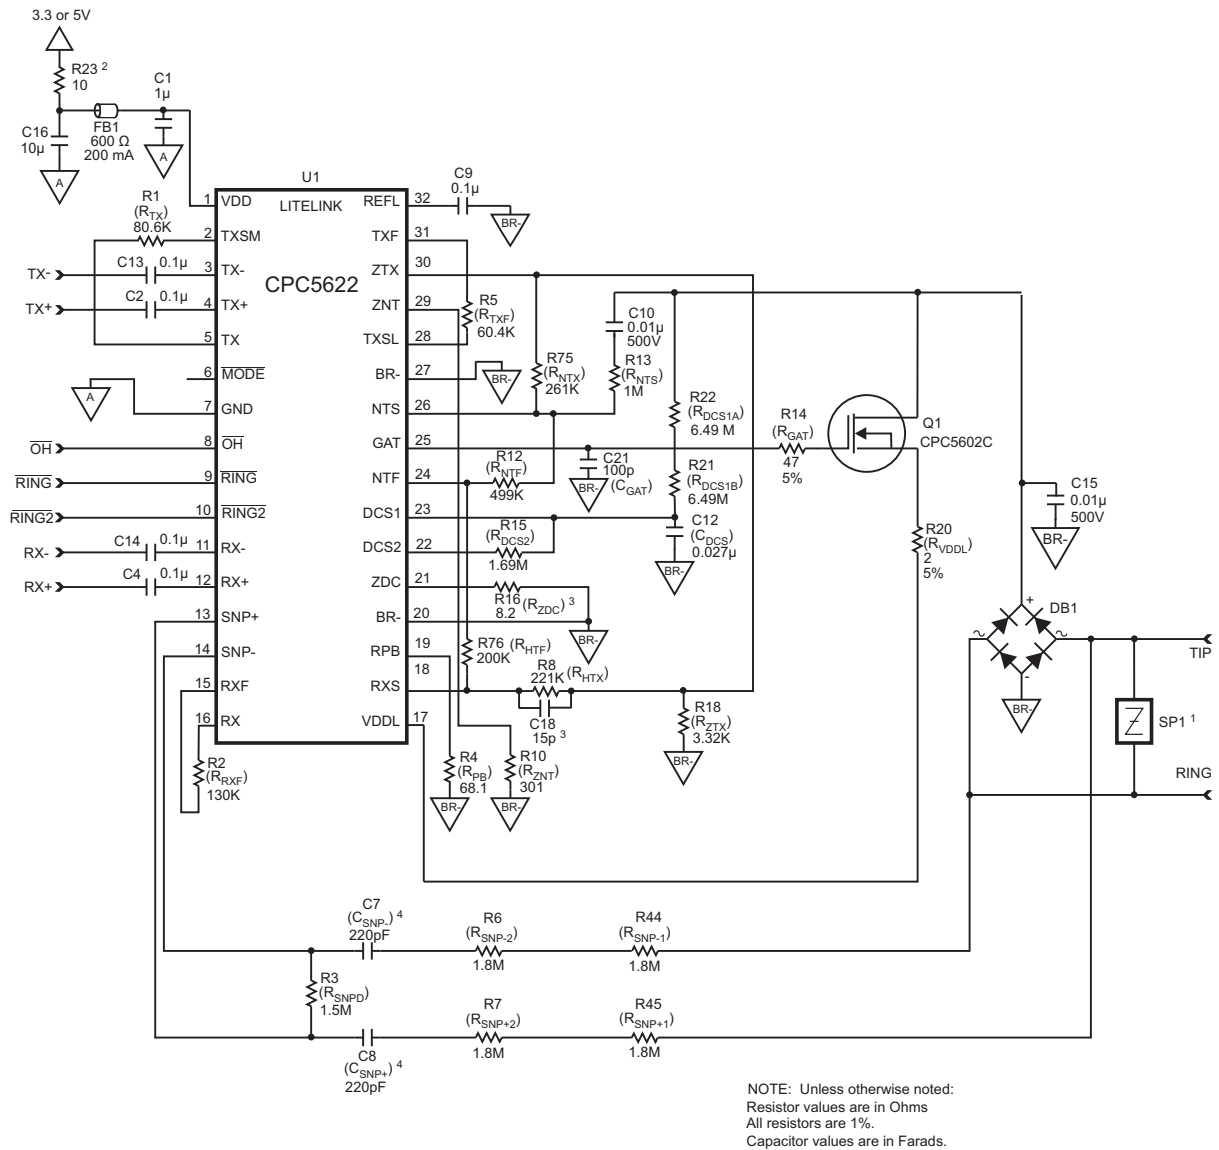 3.3 or 5V
R23 2
10
C1
1µ
C16
10µ
FB1
600 Ω
200 mA
A
A
U1
LITELINK
CPC5622
R1
(RTX)
80.6K
1 VDD
2 TXSM
TX- C13 0.1µ 3 TX-
TX+ C2 0.1µ 4 TX+
5 TX
6 MODE
A 7 GND
OH 8 OH
RING 9 RING
RING2 10 RING2
RX- C14 0.1µ 11 RX-
RX+ C4 0.1µ 12 RX+
13 SNP+
14 SNP-
15 RXF
16 RX
R2
(RRXF)
130K
REFL 32
TXF 31
ZTX 30
ZNT 29
TXSL 28
BR- 27
NTS 26
GAT 25
NTF 24
DCS1 23
DCS2 22
ZDC 21
BR- 20
RPB 19
RXS 18
VDDL 17
C9
0.1µ
BR-
R5
(RTXF)
60.4K
BR-
R75
(RNTX)
261K
C10
0.01µ
500V
R13
(RNTS)
1M
R22
(RDCS1A)
6.49 M
R14
(RGAT)
47
5%
Q1
CPC5602C
R12
(RNTF)
499K
C21
100p
(CGAT)
BR-
R21
(RDCS1B)
6.49M
R15
(RDCS2)
1.69M
C12
(CDCS)
0.027µ
BR-
R16 (RZDC) 3
8.2
BR-
R76 (RHTF)
200K
R8 (RHTX)
221K
C18
15p 3
R18
(RZTX)
3.32K
BR-
R4
(RPB)
68.1
BR-
R10
(RZNT)
301
BR-
R20
(RVDDL)
2
5%
C15
0.01µ
500V
BR-
DB1
+
~
~
-
BR-
TIP
SP1 1
RING
C7
(CSNP-) 4
220pF
R6
(RSNP-2)
1.8M
R44
(RSNP-1)
1.8M
R3
(RSNPD)
1.5M
C8
(CSNP+) 4
220pF
R7
(RSNP+2)
1.8M
R45
(RSNP+1)
1.8M
NOTE: Unless otherwise noted:
Resistor values are in Ohms
All resistors are 1%.
Capacitor values are in Farads.